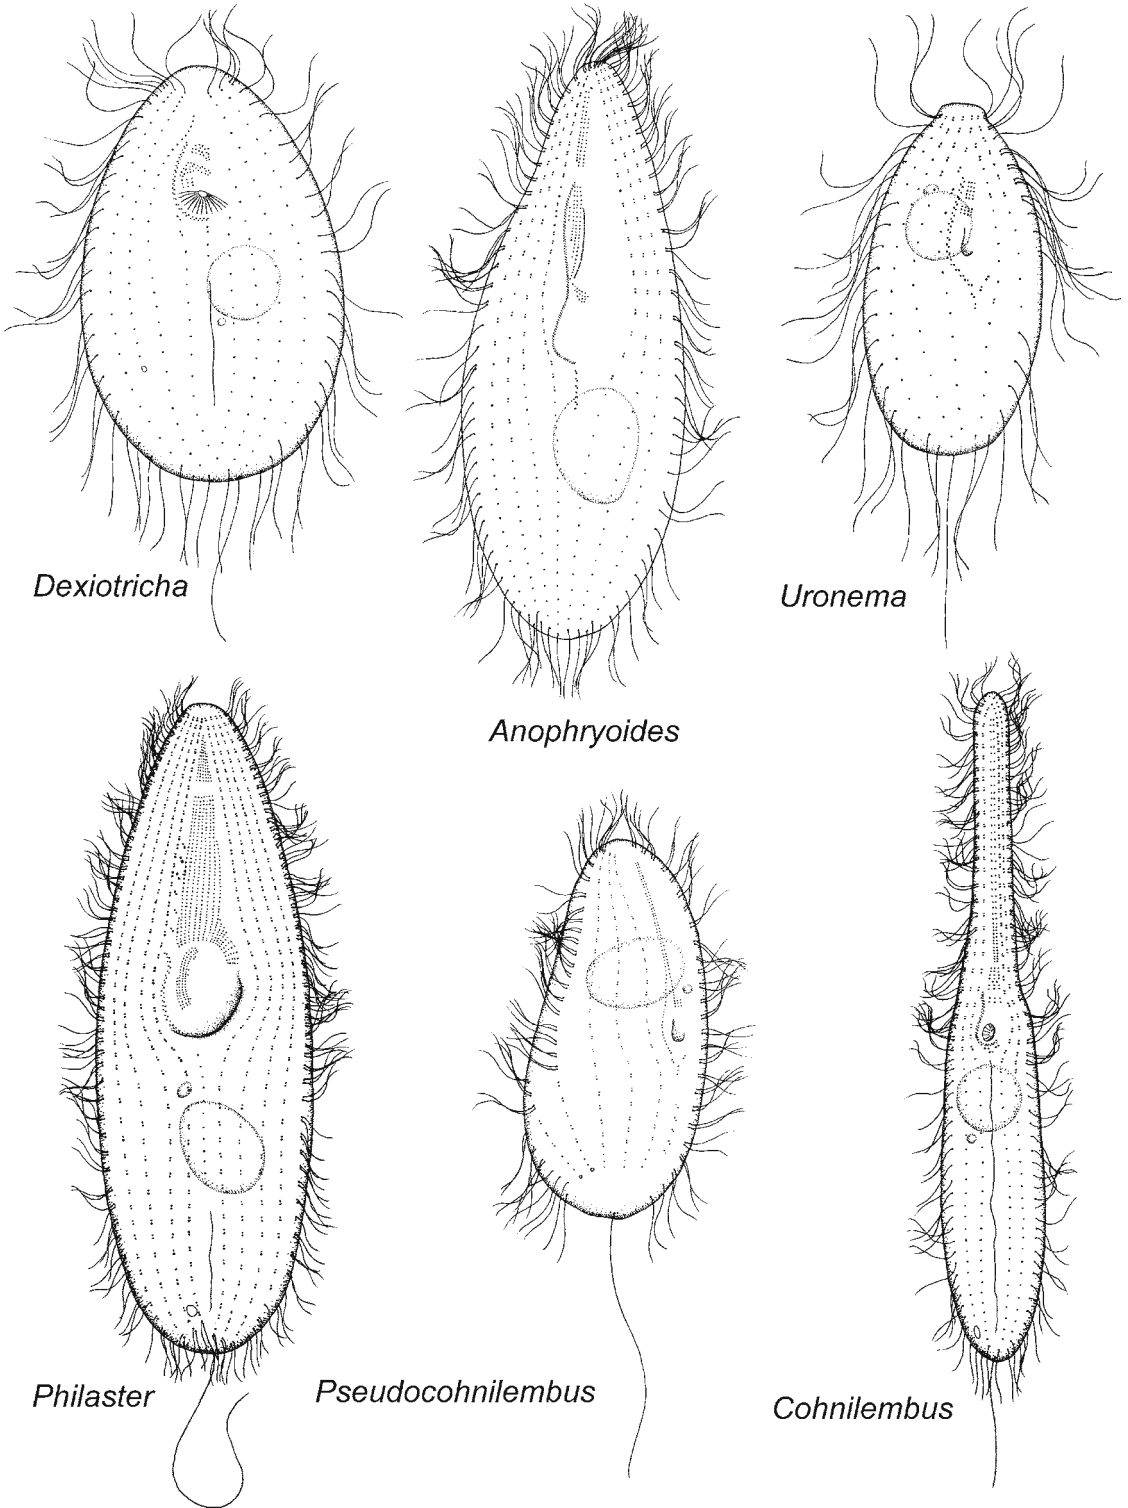 Dexiotricha
Uronema
Anophryoides
Philaster
Pseudocohnilembus
Cohnilembus